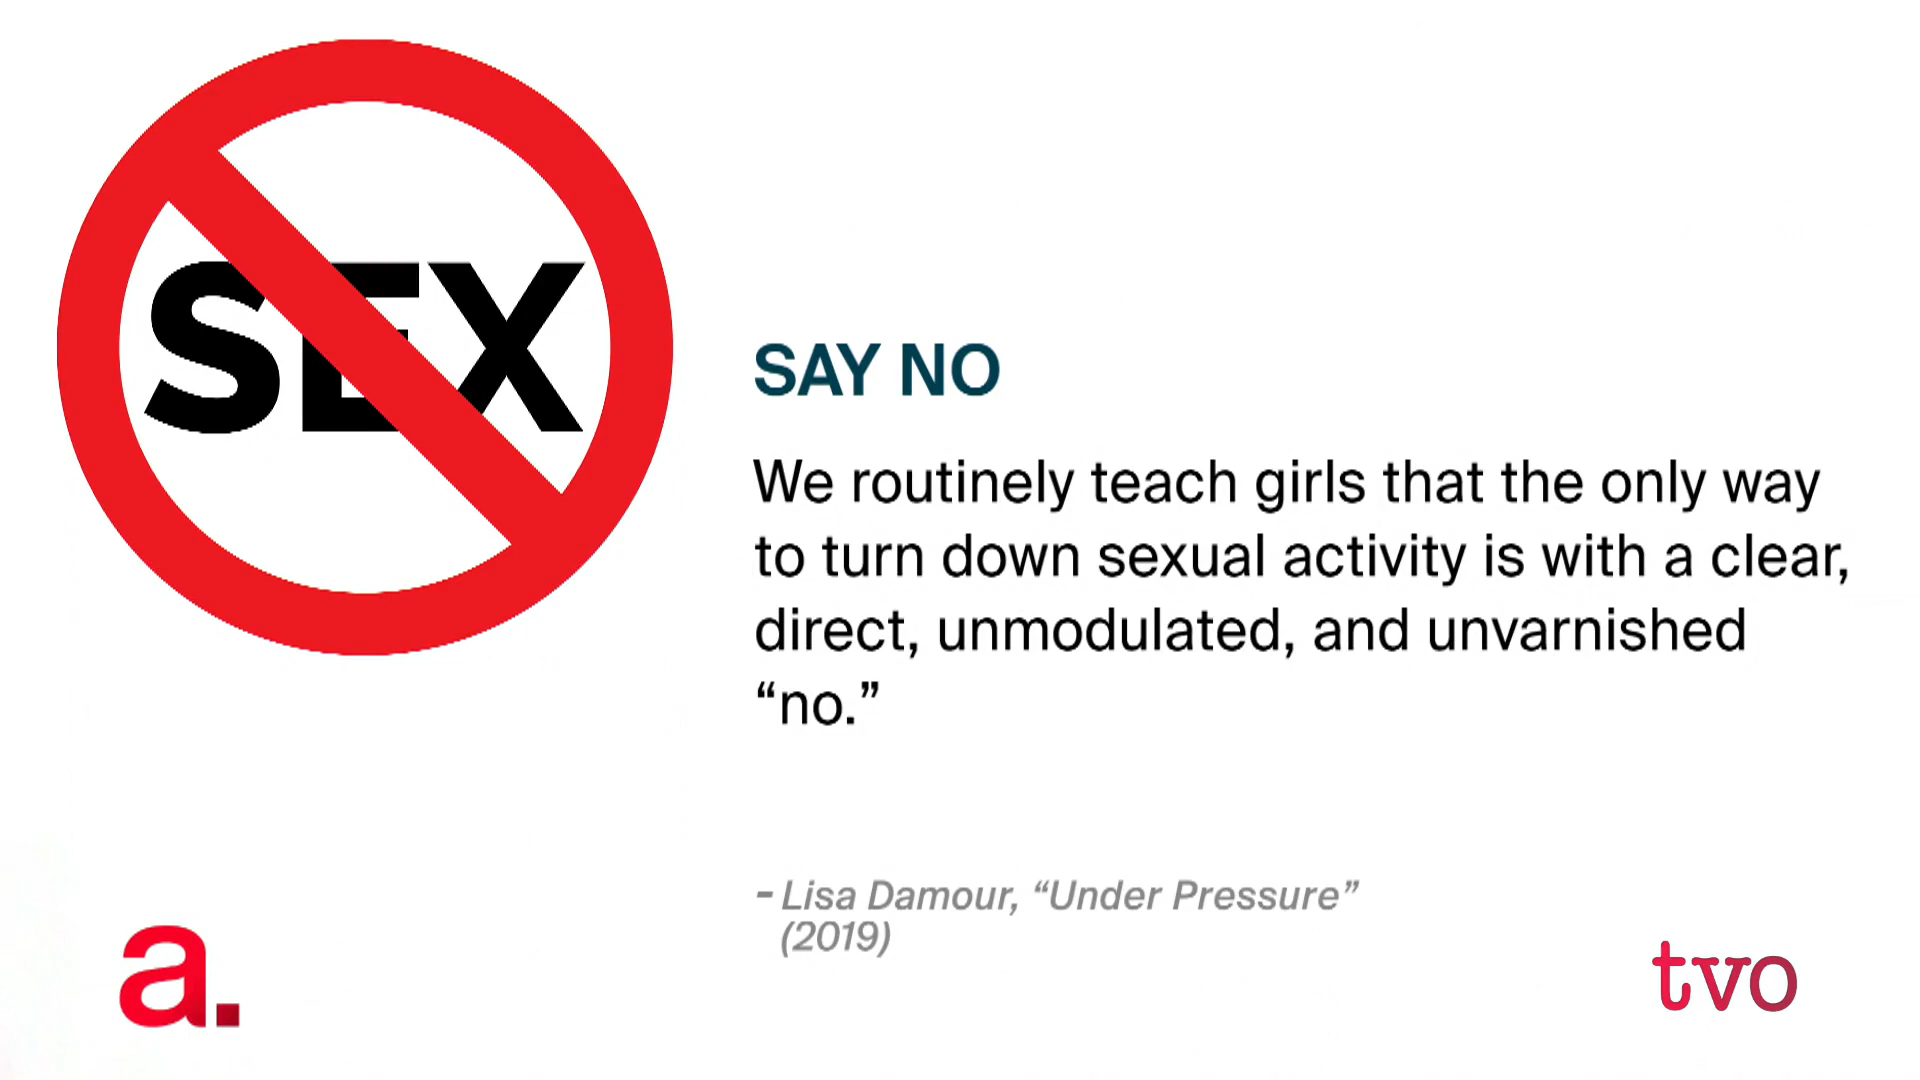 SEX
SAY NO
We routinely teach girls that the only way
to turn down sexual activity is with a clear,
direct, unmodulated, and unvarnished
“no.”
- Lisa Damour, “Under Pressure”
(2019)
a.
tvo